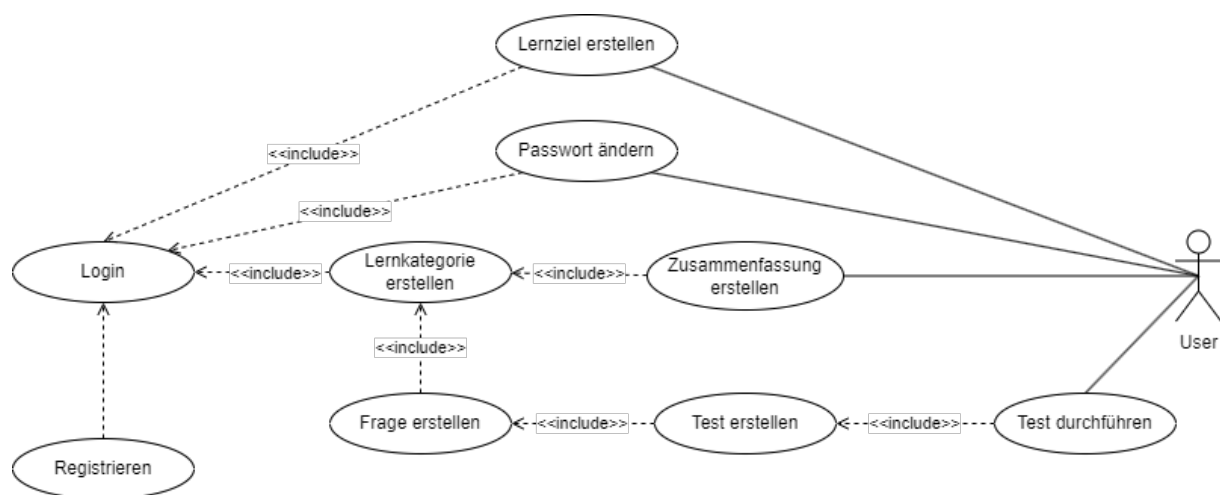 Lernziel erstellen
<<include>>
Passwort ändern
<<include>>
Login
<<include>>
Lernkategorie
erstellen
<<include>>
Zusammenfassung
erstellen
User
<<include>>
Frage erstellen
<<include>>
Test erstellen
<<include>>
Test durchführen
Registrieren